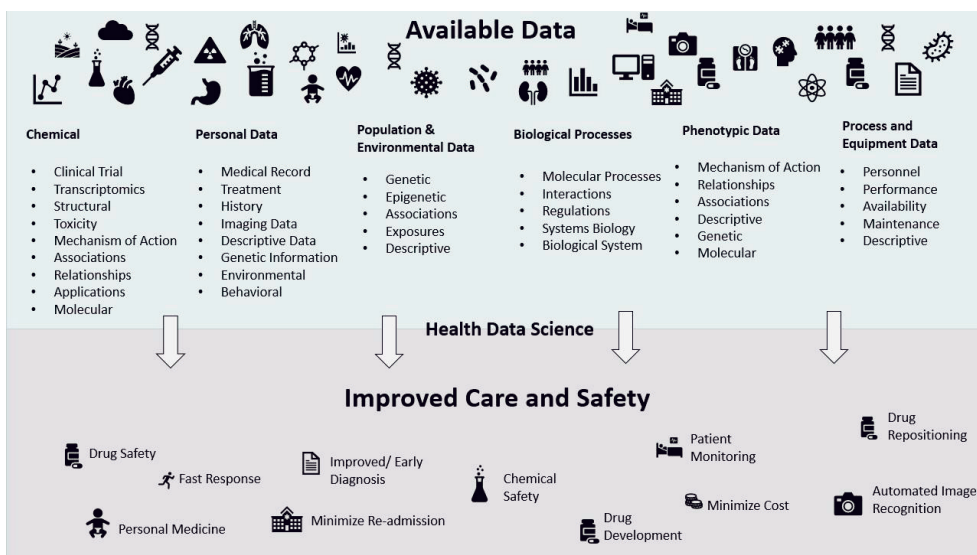 Available Data
Chemical
Clinical Trial
Transcriptomics
Structural
Toxicity
Mechanism of Action
Associations
Relationships
Applications
Molecular
Personal Data
Medical Record
Treatment
History
Imaging Data
Descriptive Data
Genetic Information
Environmental
Behavioral
Population &
Environmental Data
Genetic
Epigenetic
Associations
Exposures
Descriptive
Biological Processes
Molecular Processes
Interactions
Regulations
Systems Biology
Biological System
Phenotypic Data
Mechanism of Action
Relationships
Associations
Descriptive
Genetic
Molecular
Process and
Equipment Data
Personnel
Performance
Availability
Maintenance
Descriptive
Health Data Science
Improved Care and Safety
Drug Safety
Fast Response
Personal Medicine
Improved/ Early
Diagnosis
Minimize Re-admission
Chemical
Safety
Drug
Development
Patient
Monitoring
Minimize Cost
Drug
Repositioning
Automated Image
Recognition